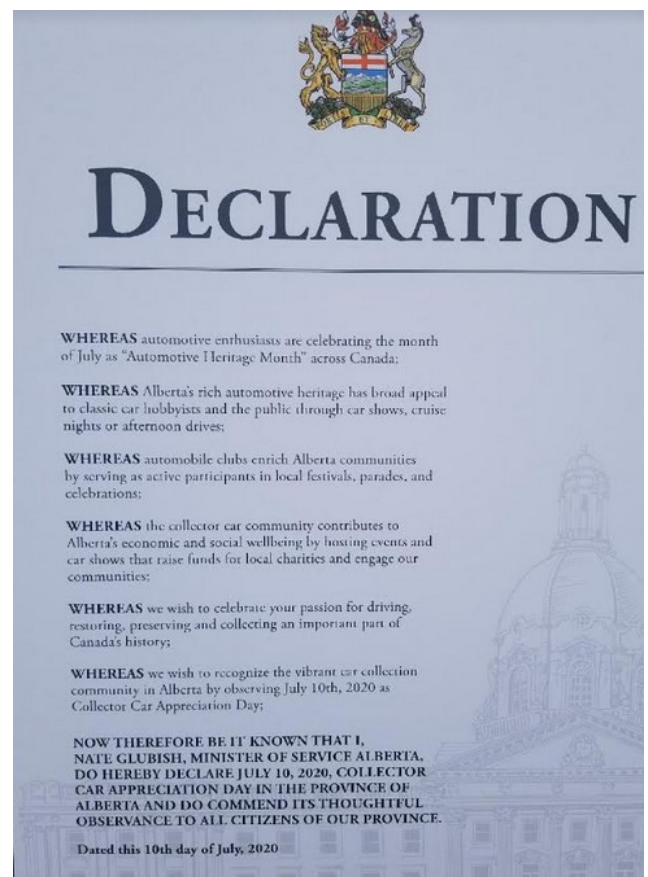 DECLARATION
WHEREAS automotive enthusiasts are celebrating the month
of July as "Automotive Heritage Month" across Canada;
WHEREAS Alberta's rich automotive heritage has broad appeal
to classic car hobbyists and the public through car shows, cruise
nights or afternoon drives;
WHEREAS automobile clubs enrich Alberta communities
by serving as active participants in local festivals, parades, and
celebrations;
WHEREAS the collector car community contributes to
Alberta's economic and social wellbeing by hosting events and
car shows that raise funds for local charities and engage our
communities;
WHEREAS we wish to celebrate your passion for driving,
restoring, preserving and collecting an important part of
Canada's history;
WHEREAS we wish to recognize the vibrant car collection
community in Alberta by observing July 10th, 2020 as
Collector Car Appreciation Day;
NOW THEREFORE BE IT KNOWN THAT I,
NATE GLUBISH, MINISTER OF SERVICE ALBERTA,
DO HEREBY DECLARE JULY 10, 2020, COLLECTOR
CAR APPRECIATION DAY IN THE PROVINCE OF
ALBERTA AND DO COMMEND ITS THOUGHTFUL
OBSERVANCE TO ALL CITIZENS OF OUR PROVINCE.
Dated this 10th day of July, 2020